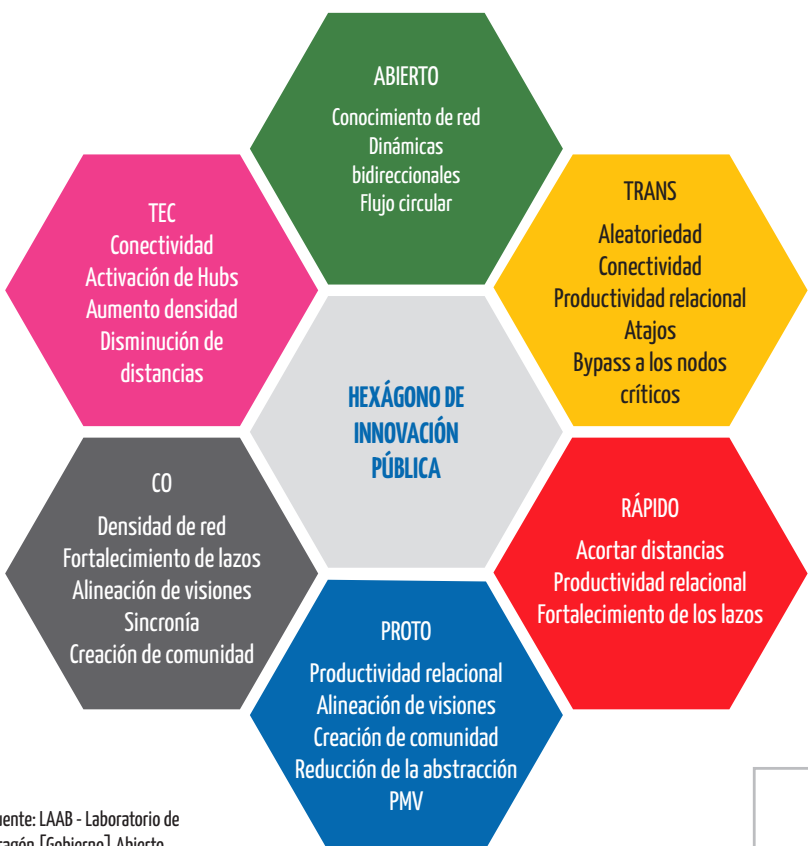 ABIERTO
Conocimiento de red
Dinámicas
bidireccionales
Flujo circular
TEC
Conectividad
Activación de Hubs
Aumento densidad
Disminución de
distancias
TRANS
Aleatoriedad
Conectividad
Productividad relacional
Atajos
Bypass a los nodos
críticos
HEXÁGONO DE
INNOVACIÓN
PÚBLICA
CO
Densidad de red
Fortalecimiento de lazos
Alineación de visiones
Sincronía
Creación de comunidad
RÁPIDO
Acortar distancias
Productividad relacional
Fortalecimiento de los lazos
PROTO
Productividad relacional
Alineación de visiones
Creación de comunidad
Reducción de la abstracción
PMV
uente: LAAB - Laboratorio de
ragón [Gobierno] Abierto